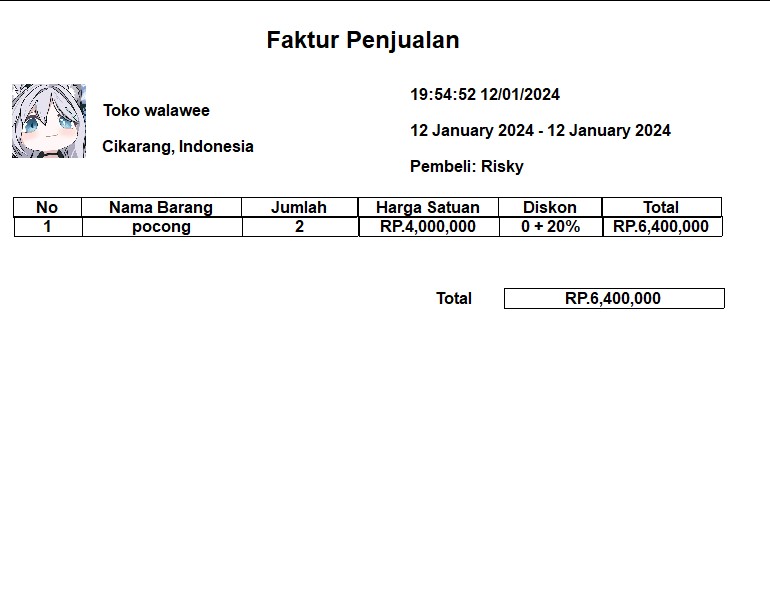 Faktur Penjualan
Toko walawee
Cikarang, Indonesia
19:54:52 12/01/2024
12 January 2024 - 12 January 2024
Pembeli: Risky
No Nama Barang Jumlah Harga Satuan Diskon Total
1 pocong 2 RP.4,000,000 0 + 20% RP.6,400,000
Total RP.6,400,000